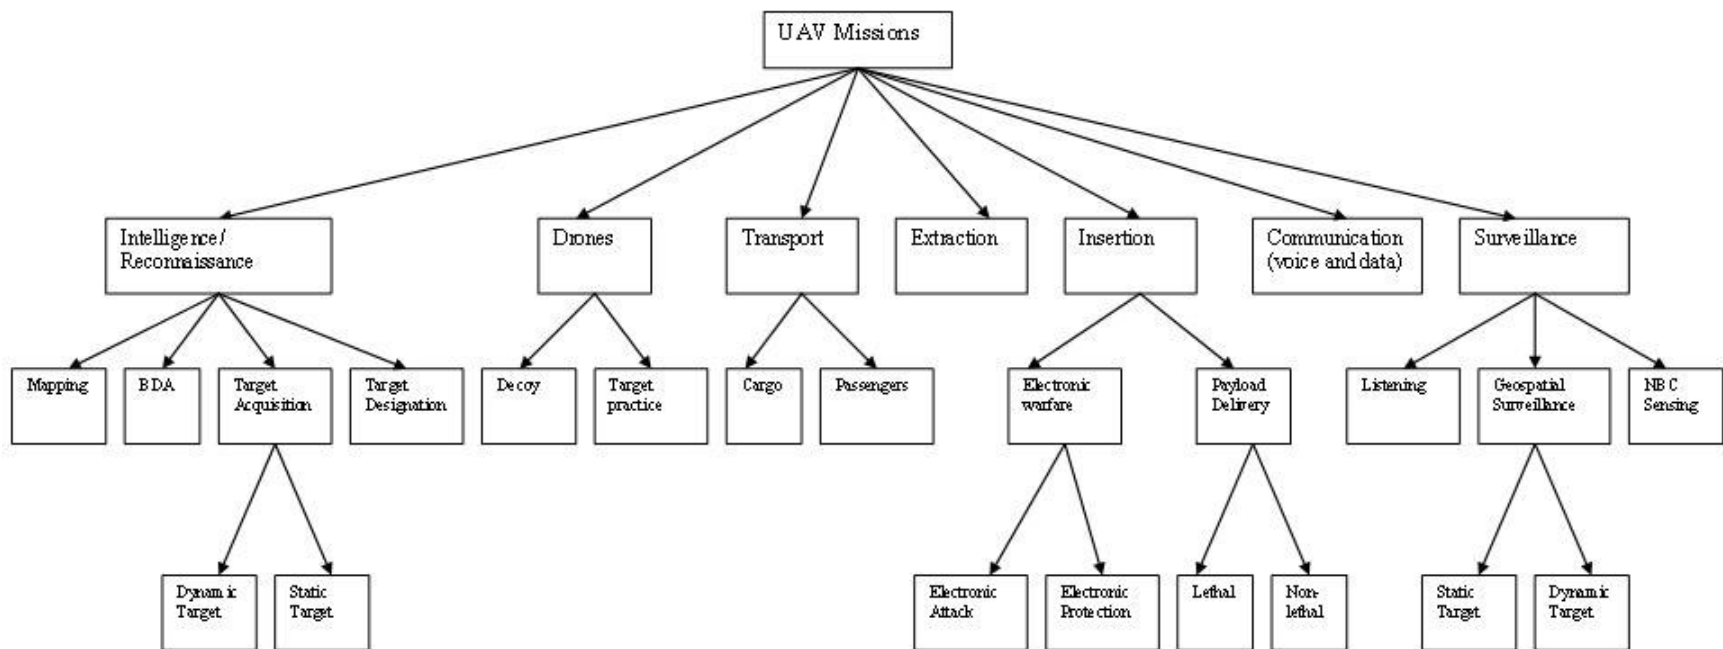 UAV Missions
Intelligence/
Reconnaissance
Drones
Transport
Extraction
Insertion
Communication
(voice and data)
Surveillance
Mapping
BDA
Target
Acquisition
Target
Designation
Decoy
Target
practice
Cargo
Passengers
Electronic
warfare
Payload
Delivery
Listening
Geospatial
Surveillance
NBC
Sensing
Dynamic
Target
Static
Target
Electronic
Attack
Electronic
Protection
Lethal
Non-
lethal
Static
Target
Dynamic
Target